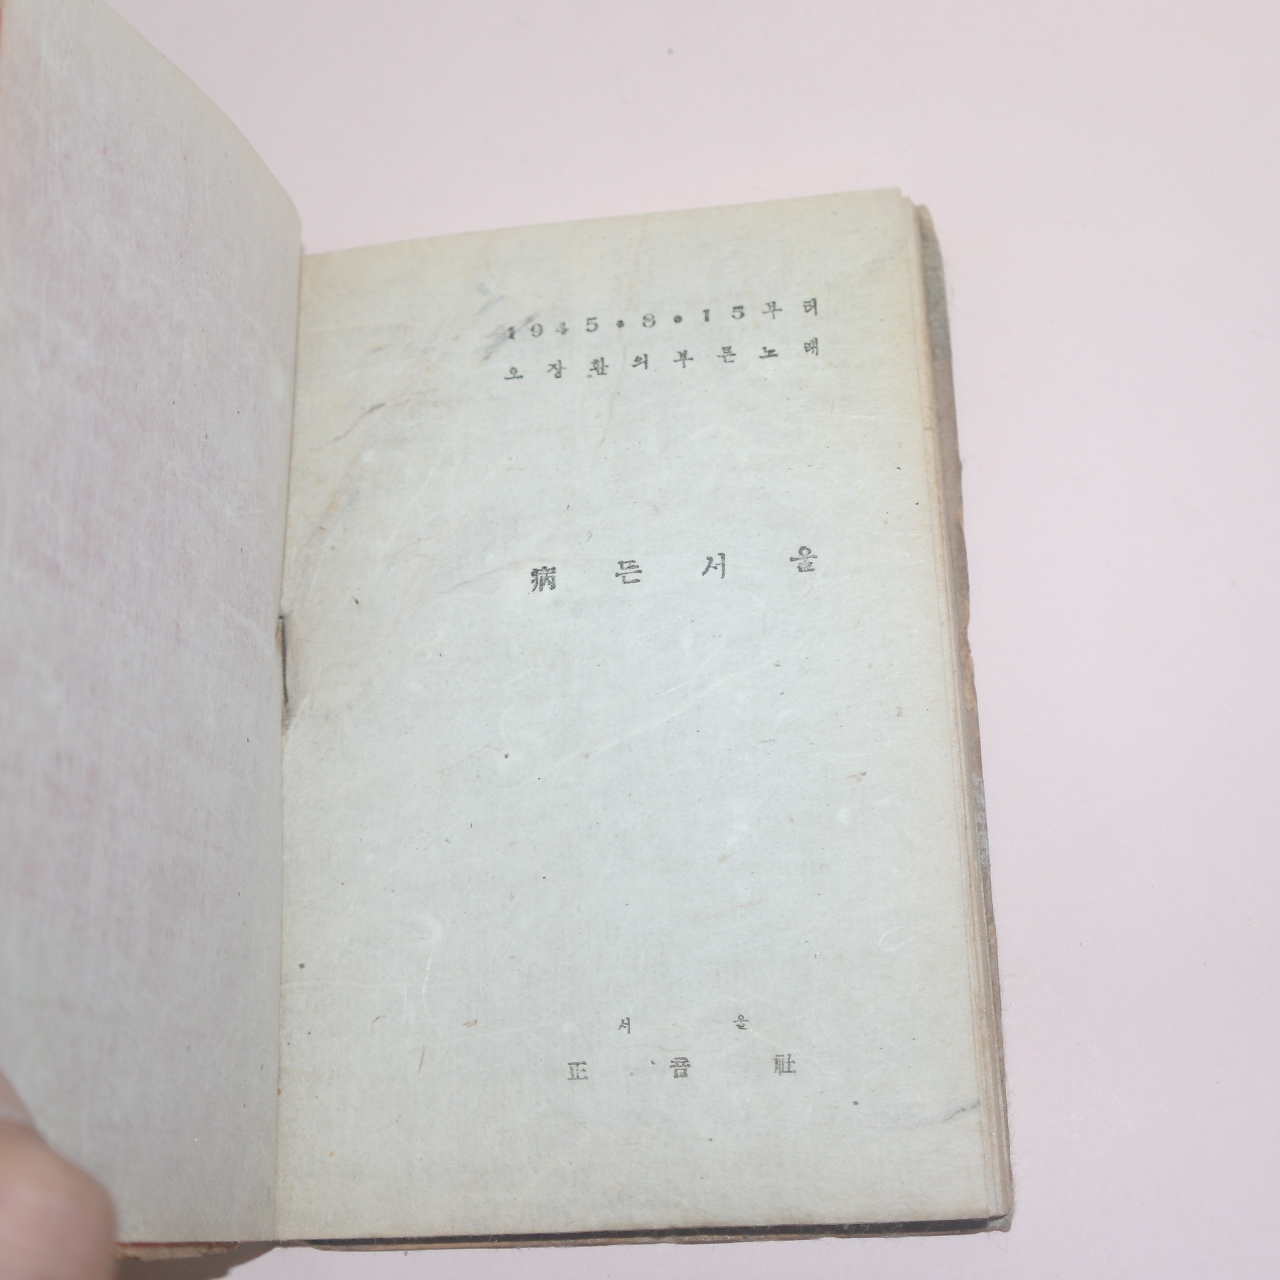 1945.8.15부터
오장환의부른노래
病든서울
서울
正音社